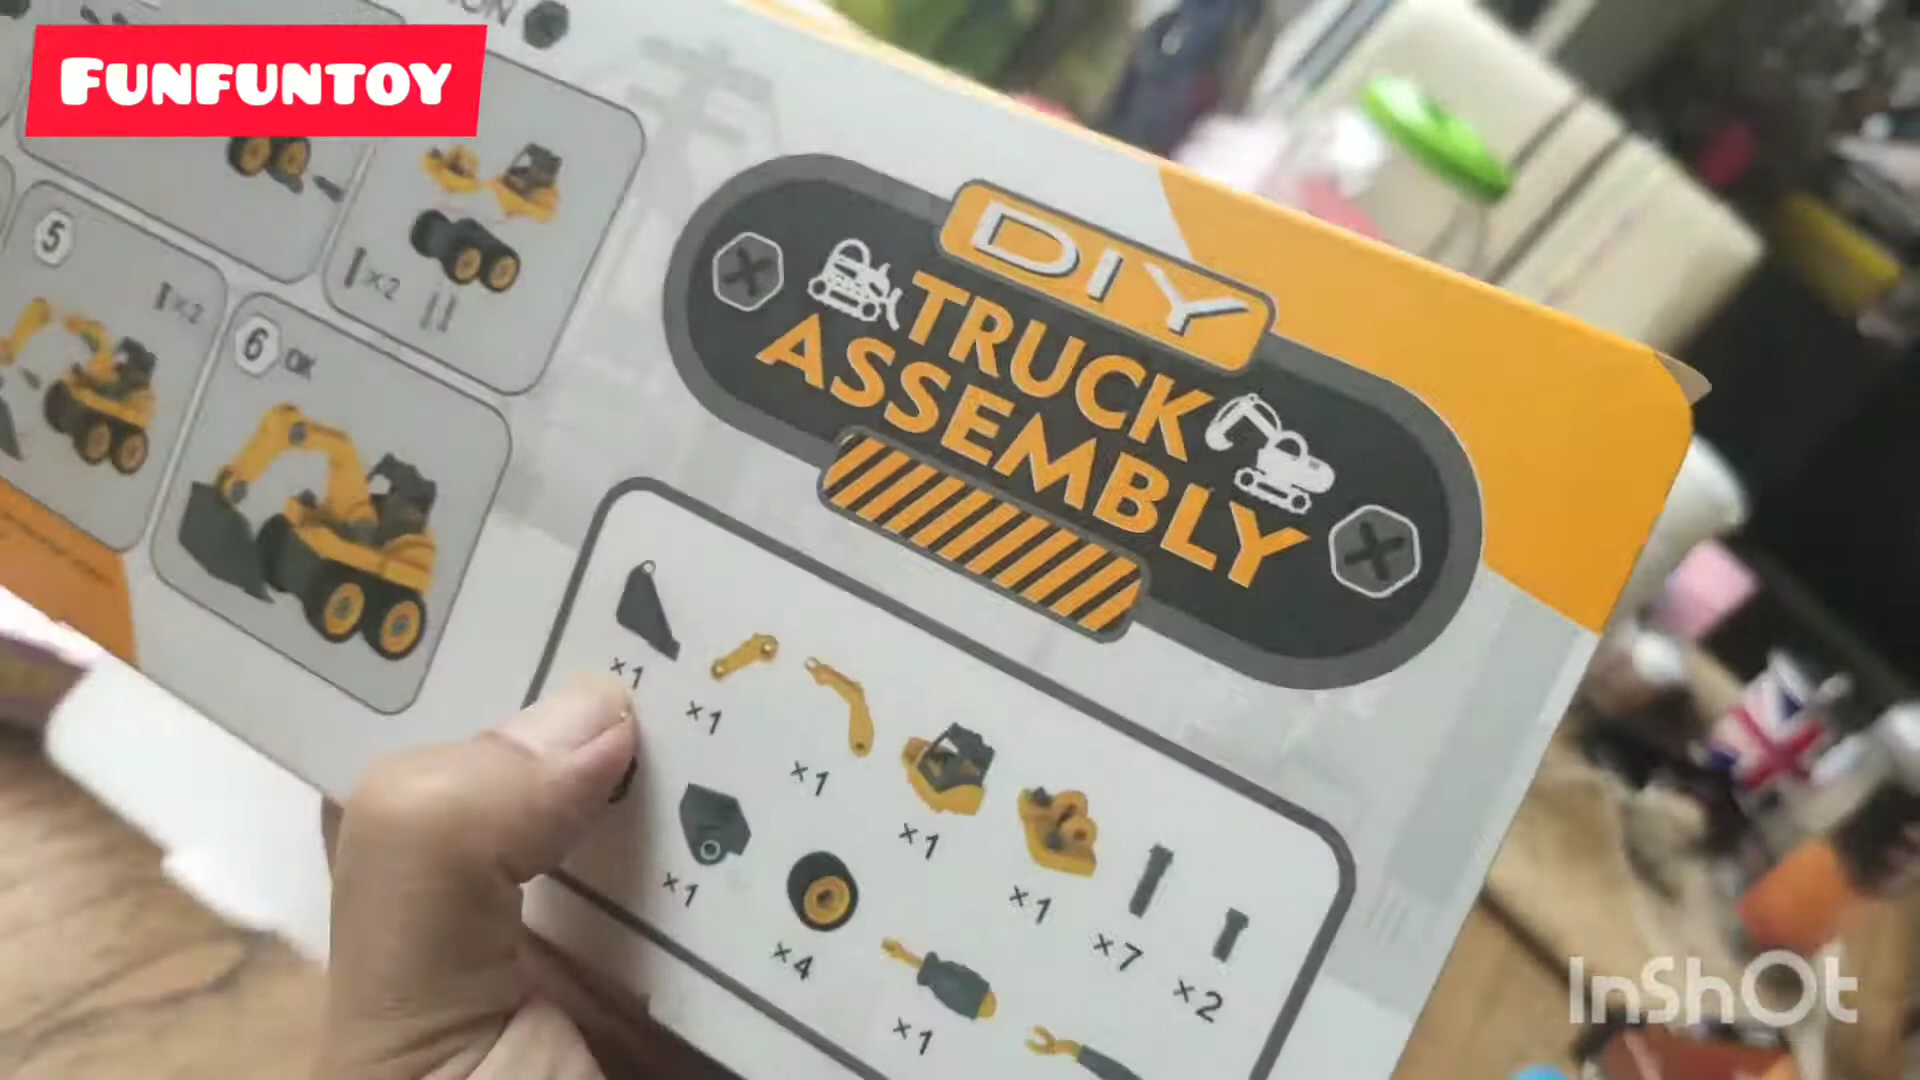 FUNFUNTOY
DIY
TRUCK
ASSEMBLY
×2
5
×2
6 OK
×1
×1
×1
×1
×1
×7
×2
×1
×4
×1
InShOt